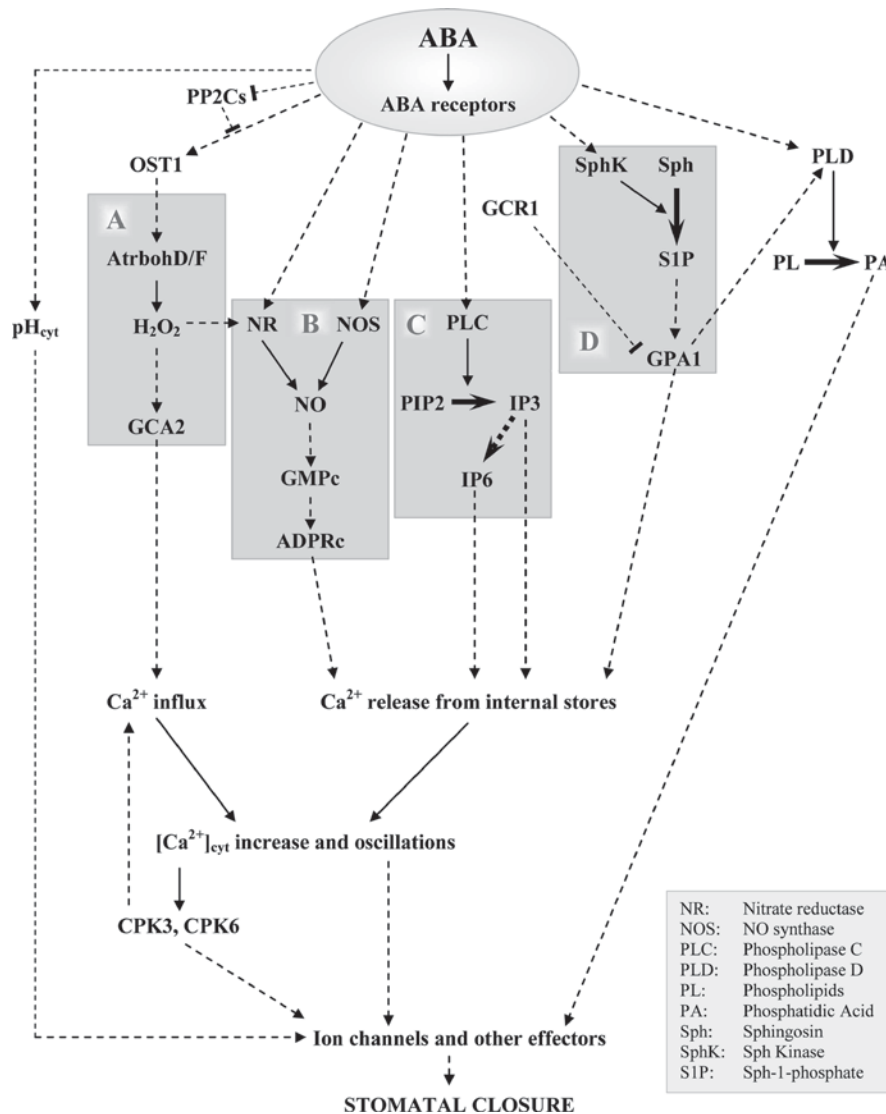 ABA
PP2Cs
ABA receptors
OST1
SphK Sph
PLD
A
GCR1
AtrbohD/F
S1P
PL PA
pHcyt
H2O2
NR B NOS
C PLC
D
GPA1
NO
PIP2 IP3
GCA2
GMPc
IP6
ADPRc
Ca2+ influx
Ca2+ release from internal stores
[Ca2+]cyt increase and oscillations
CPK3, CPK6
Ion channels and other effectors
STOMATAL CLOSURE
NR: Nitrate reductase
NOS: NO synthase
PLC: Phospholipase C
PLD: Phospholipase D
PL: Phospholipids
PA: Phosphatidic Acid
Sph: Sphingosin
SphK: Sph Kinase
S1P: Sph-1-phosphate